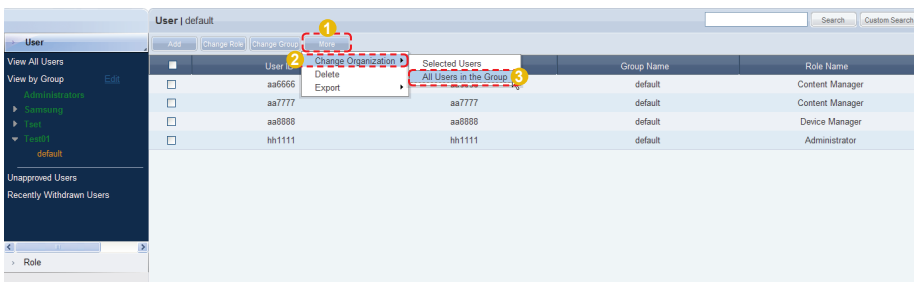 User | default
Search Custom Search
1
User
Add Change Role Change Group More
View All Users
View by Group Edit
Administrators
Samsung
Tset
Test01
default
Unapproved Users
Recently Withdrawn Users
Role
User ID Group Name Role Name
2 Change Organization Selected Users
Delete All Users in the Group 3
Export
aa6666 default Content Manager
aa7777 aa7777 default Content Manager
aa8888 aa8888 default Device Manager
hh1111 hh1111 default Administrator